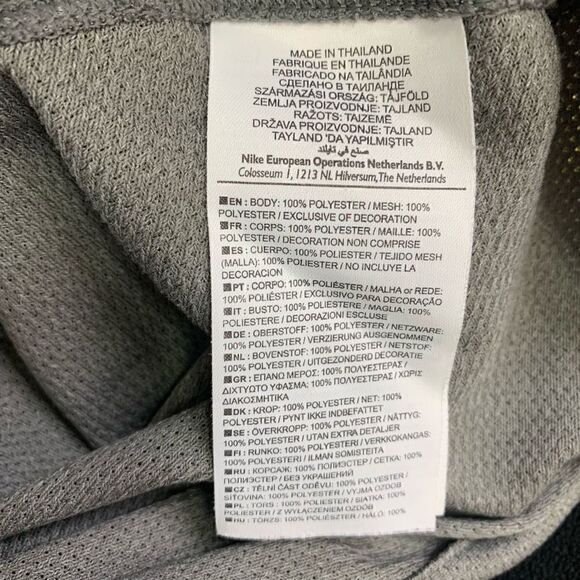 MADE IN THAILAND
FABRIQUE EN THAILANDE
FABRICADO NA TAILÂNDIA
СДЕЛАНО В ТАИЛАНДЕ
SZÁRMAZÁSI ORSZÁG: TÁJFÖLD
ZEMLJA PROIZVODNJE: TAJLAND
RAŽOTS: TAIZEMĒ
DRŽAVA PROIZVODNJE: TAJLAND
TAYLAND 'DA YAPILMIŞTIR
صنع في تايلند
Nike European Operations Netherlands B.V.
Colosseum 1, 1213 NL Hilversum, The Netherlands
EN : BODY: 100% POLYESTER / MESH: 100%
POLYESTER / EXCLUSIVE OF DECORATION
FR : CORPS: 100% POLYESTER / MAILLE: 100%
POLYESTER / DECORATION NON COMPRISE
ES : CUERPO: 100% POLIESTER / TEJIDO MESH
(MALLA): 100% POLIESTER / NO INCLUYE LA
DECORACION
PT : CORPO: 100% POLIÉSTER / MALHA or REDE:
100% POLIÉSTER / EXCLUSIVO PARA DECORAÇÃO
IT : BUSTO: 100% POLIESTERE / MAGLIA: 100%
POLIESTERE / DECORAZIONI ESCLUSE
DE : OBERSTOFF: 100% POLYESTER / NETZWARE:
100% POLYESTER / VERZIERUNG AUSGENOMMEN
NL : BOVENSTOF: 100% POLYESTER / NETSTOF:
100% POLYESTER / UITGEZONDERD DECORATIE
GR : ΕΠΑΝΩ ΜΕΡΟΣ: 100% ΠΟΛΥΕΣΤΕΡΑΣ /
ΔΙΧΤΥΩΤΟ ΥΦΑΣΜΑ: 100% ΠΟΛΥΕΣΤΕΡΑΣ / ΧΩΡΙΣ
ΔΙΑΚΟΣΜΗΤΙΚΑ
DK : KROP: 100% POLYESTER / NET: 100%
POLYESTER / PYNT IKKE INDBEFATTET
SE : ÖVERKROPP: 100% POLYESTER / NÄTTYG:
100% POLYESTER / UTAN EXTRA DETALJER
FI : RUNKO: 100% POLYESTERI / VERKKOKANGAS:
100% POLYESTERI / ILMAN SOMISTEITA
RU : КОРСАЖ: 100% ПОЛИЭСТЕР / СЕТКА: 100%
ПОЛИЭСТЕР / БЕЗ УКРАШЕНИЙ
CZ : TĚLNÍ ČÁST ODĚVU: 100% POLYESTER /
SÍTOVINA: 100% POLYESTER / VYJMA OZDOB
PL : TORS : 100% POLIESTER / SIATKA: 100%
POLIESTER / Z WYŁĄCZENIEM OZDÓB
HU : TÖRZS: 100% POLIÉSZTER / HÁLÓ: 100%